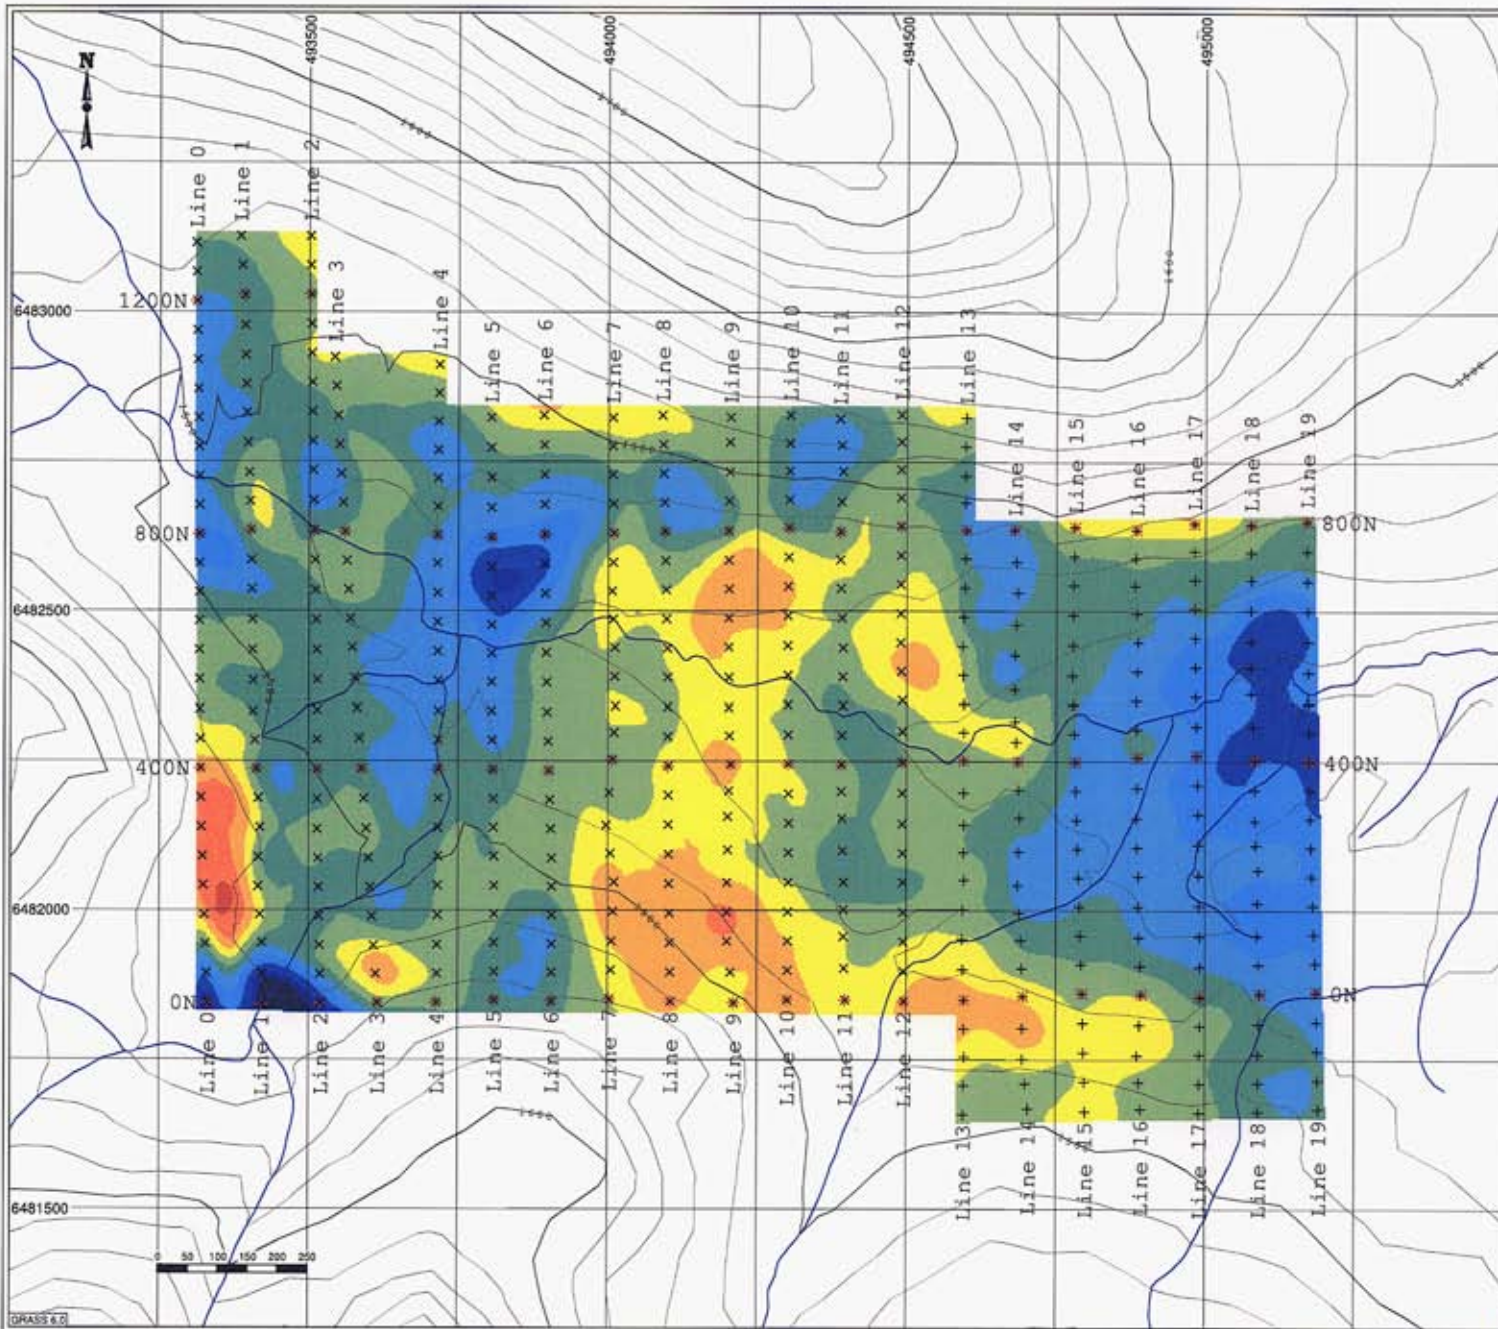 493500
494000
494500
495000
N
Line 0
Line 1
Line 2
Line 3
Line 4
Line 5
Line 6
Line 7
Line 8
Line 9
Line 10
Line 11
Line 12
Line 13
Line 14
Line 15
Line 16
Line 17
Line 18
Line 19
1200N
6483000
800N
800N
6482500
400N
400N
6482000
0N
0N
Line 0
Line 1
Line 2
Line 3
Line 4
Line 5
Line 6
Line 7
Line 8
Line 9
Line 10
Line 11
Line 12
Line 13
Line 14
Line 15
Line 16
Line 17
Line 18
Line 19
6481500
0 50 100 150 200 250
GRASS 6.0